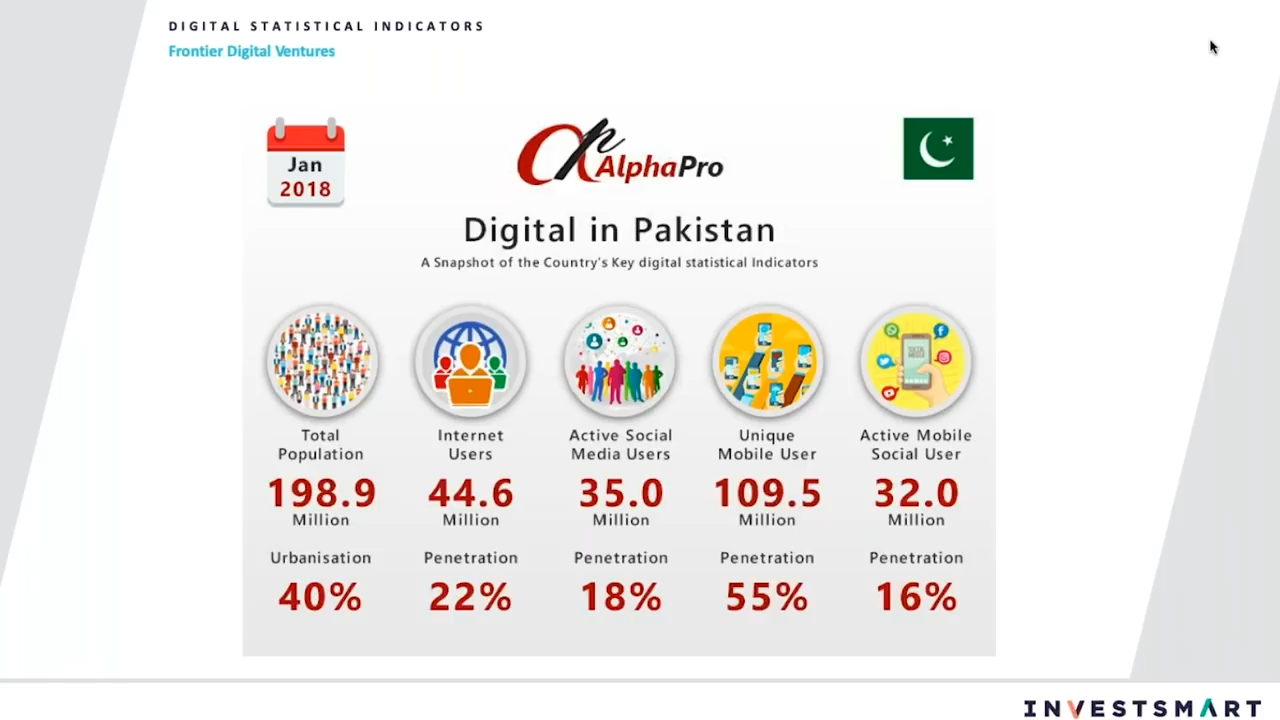 DIGITAL STATISTICAL INDICATORS
Frontier Digital Ventures
Jan
2018
AlphaPro
Digital in Pakistan
A Snapshot of the Country's Key digital statistical Indicators
SOCIAL
MEDIA
Total
Population
198.9
Million
Urbanisation
40%
Internet
Users
44.6
Million
Penetration
22%
Active Social
Media Users
35.0
Million
Penetration
18%
Unique
Mobile User
109.5
Million
Penetration
55%
Active Mobile
Social User
32.0
Million
Penetration
16%
INVESTSMART